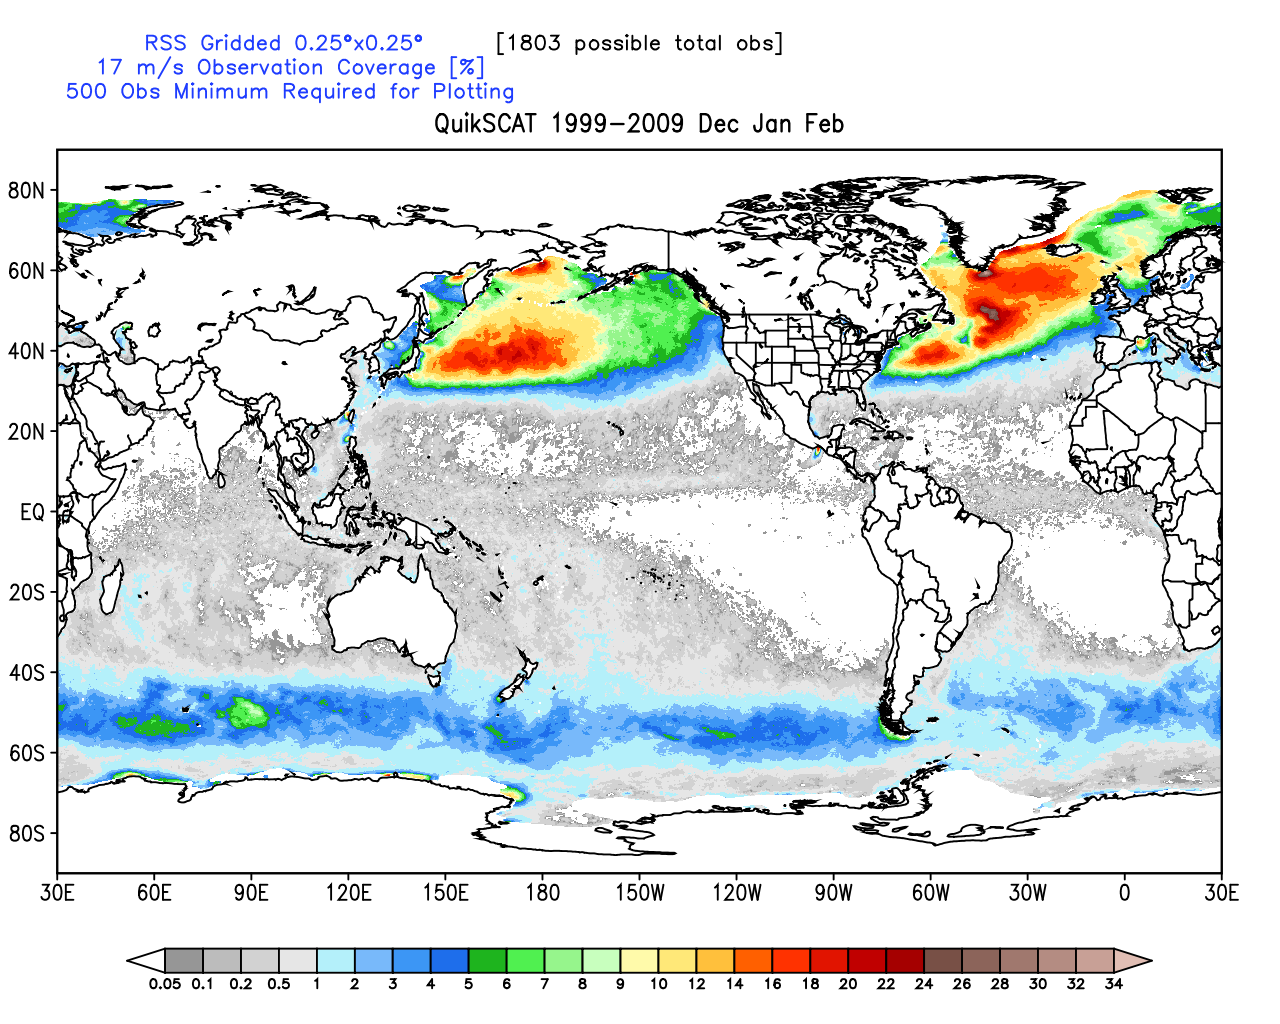 RSS Gridded 0.25°x0.25° [1803 possible total obs]
17 m/s Observation Coverage [%]
500 Obs Minimum Required for Plotting
QuikSCAT 1999-2009 Dec Jan Feb
80N
60N
40N
20N
EQ
20S
40S
60S
80S
30E 60E 90E 120E 150E 180 150W 120W 90W 60W 30W 0 30E
0.05 0.1 0.2 0.5 1 2 3 4 5 6 7 8 9 10 12 14 16 18 20 22 24 26 28 30 32 34